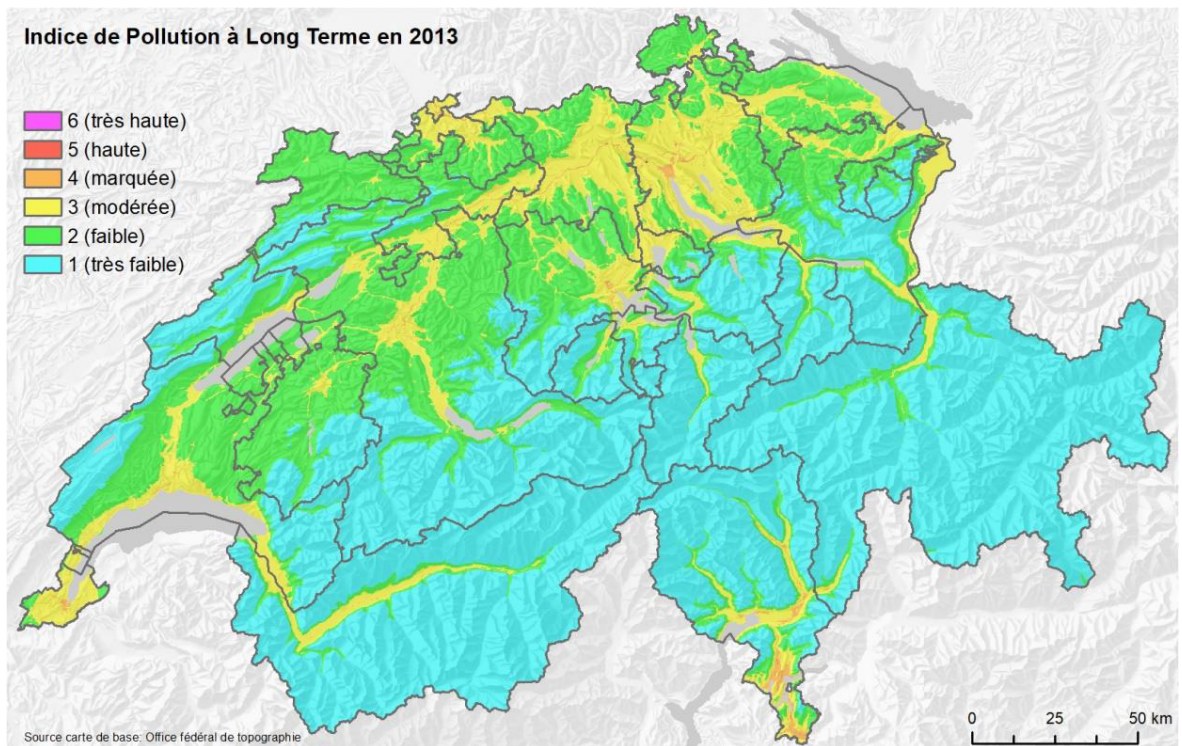 Indice de Pollution à Long Terme en 2013
6 (très haute)
5 (haute)
4 (marquée)
3 (modérée)
2 (faible)
1 (très faible)
Source carte de base: Office fédéral de topographie
0 25 50 km